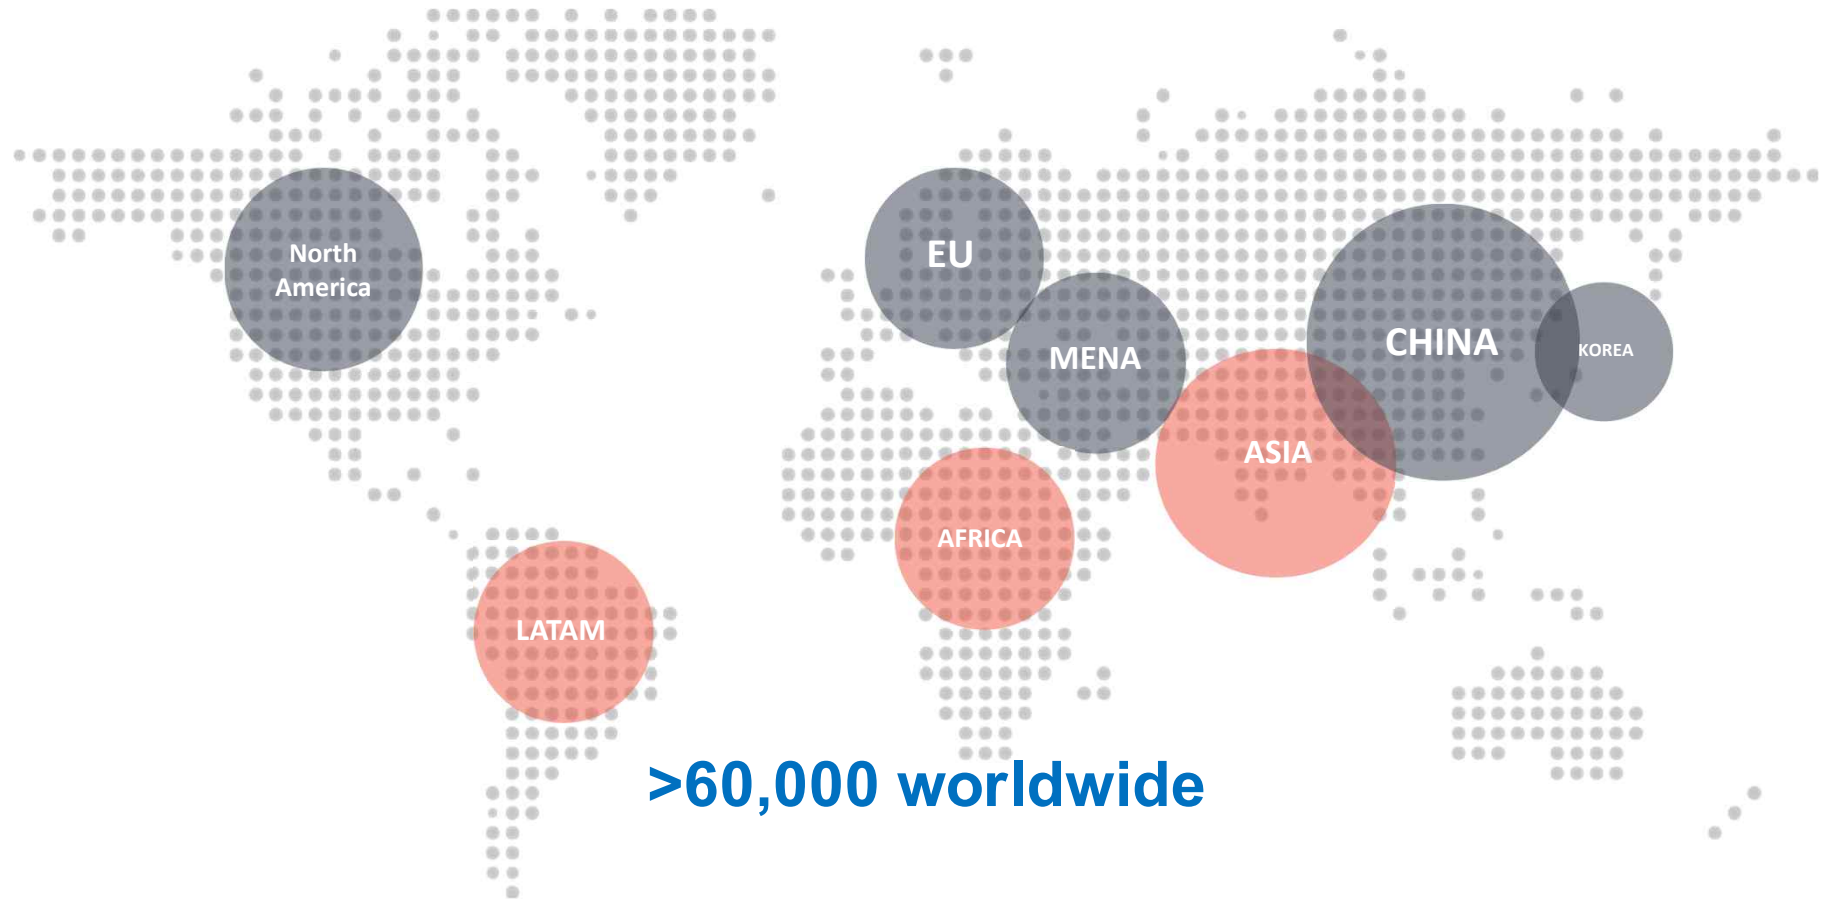 North
America
EU
MENA
CHINA
KOREA
ASIA
AFRICA
LATAM
>60,000 worldwide